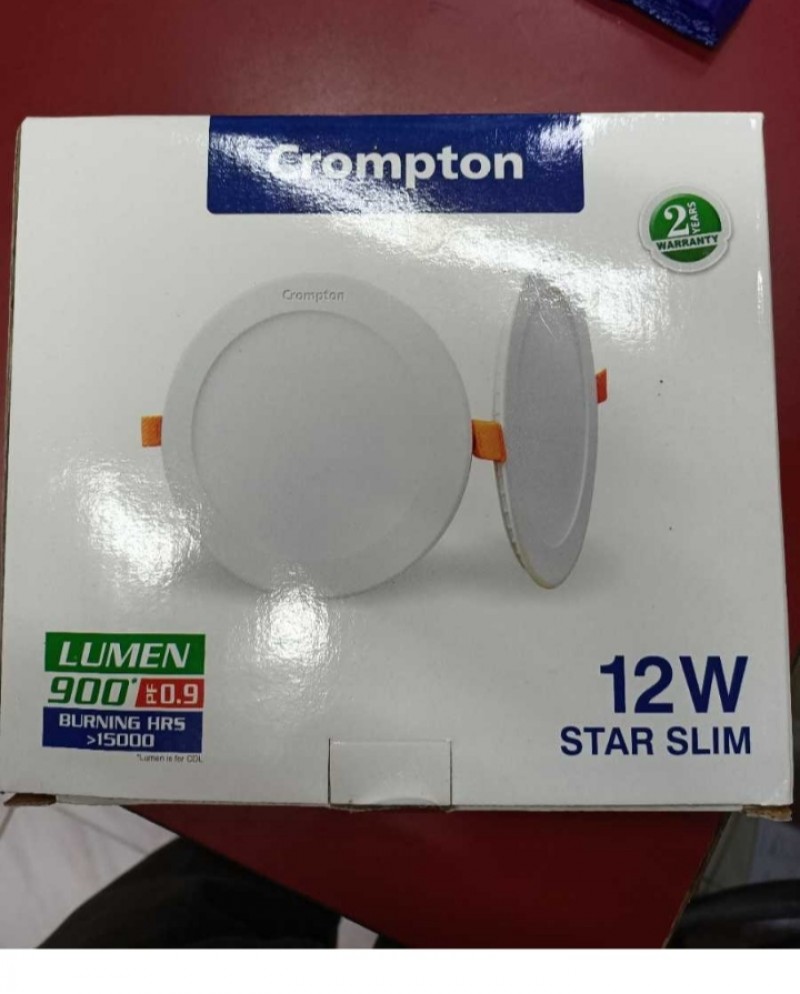 Crompton
2 YEARS
WARRANTY
Crompton
LUMEN
900* PF 0.9
BURNING HRS
>15000
*Lumen is for CDL
12W
STAR SLIM